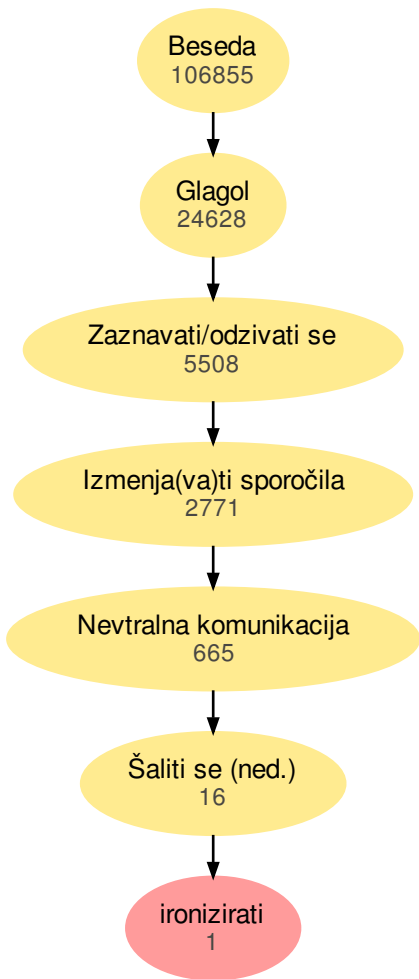 Beseda
106855
Glagol
24628
Zaznavati/odzivati se
5508
Izmenja(va)ti sporočila
2771
Nevtralna komunikacija
665
Šaliti se (ned.)
16
ironizirati
1